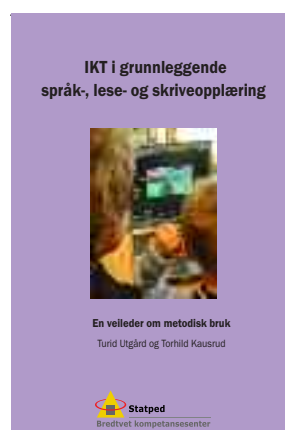 IKT i grunnleggende
språk-, lese- og skriveopplæring
En veileder om metodisk bruk
Turid Utgård og Torhild Kausrud
Statped
Bredtvet kompetansesenter